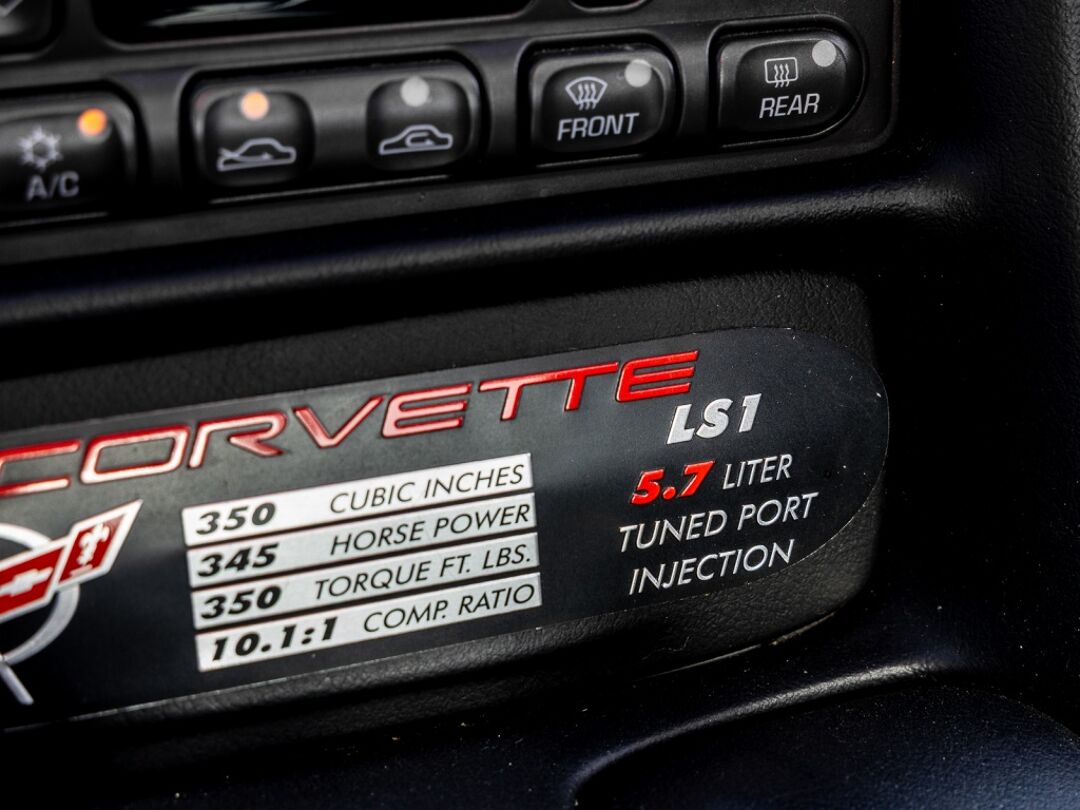 A/C
FRONT
REAR
CORVETTE
LS1
5.7 LITER
TUNED PORT
INJECTION
350 CUBIC INCHES
345 HORSE POWER
350 TORQUE FT. LBS.
10.1:1 COMP. RATIO